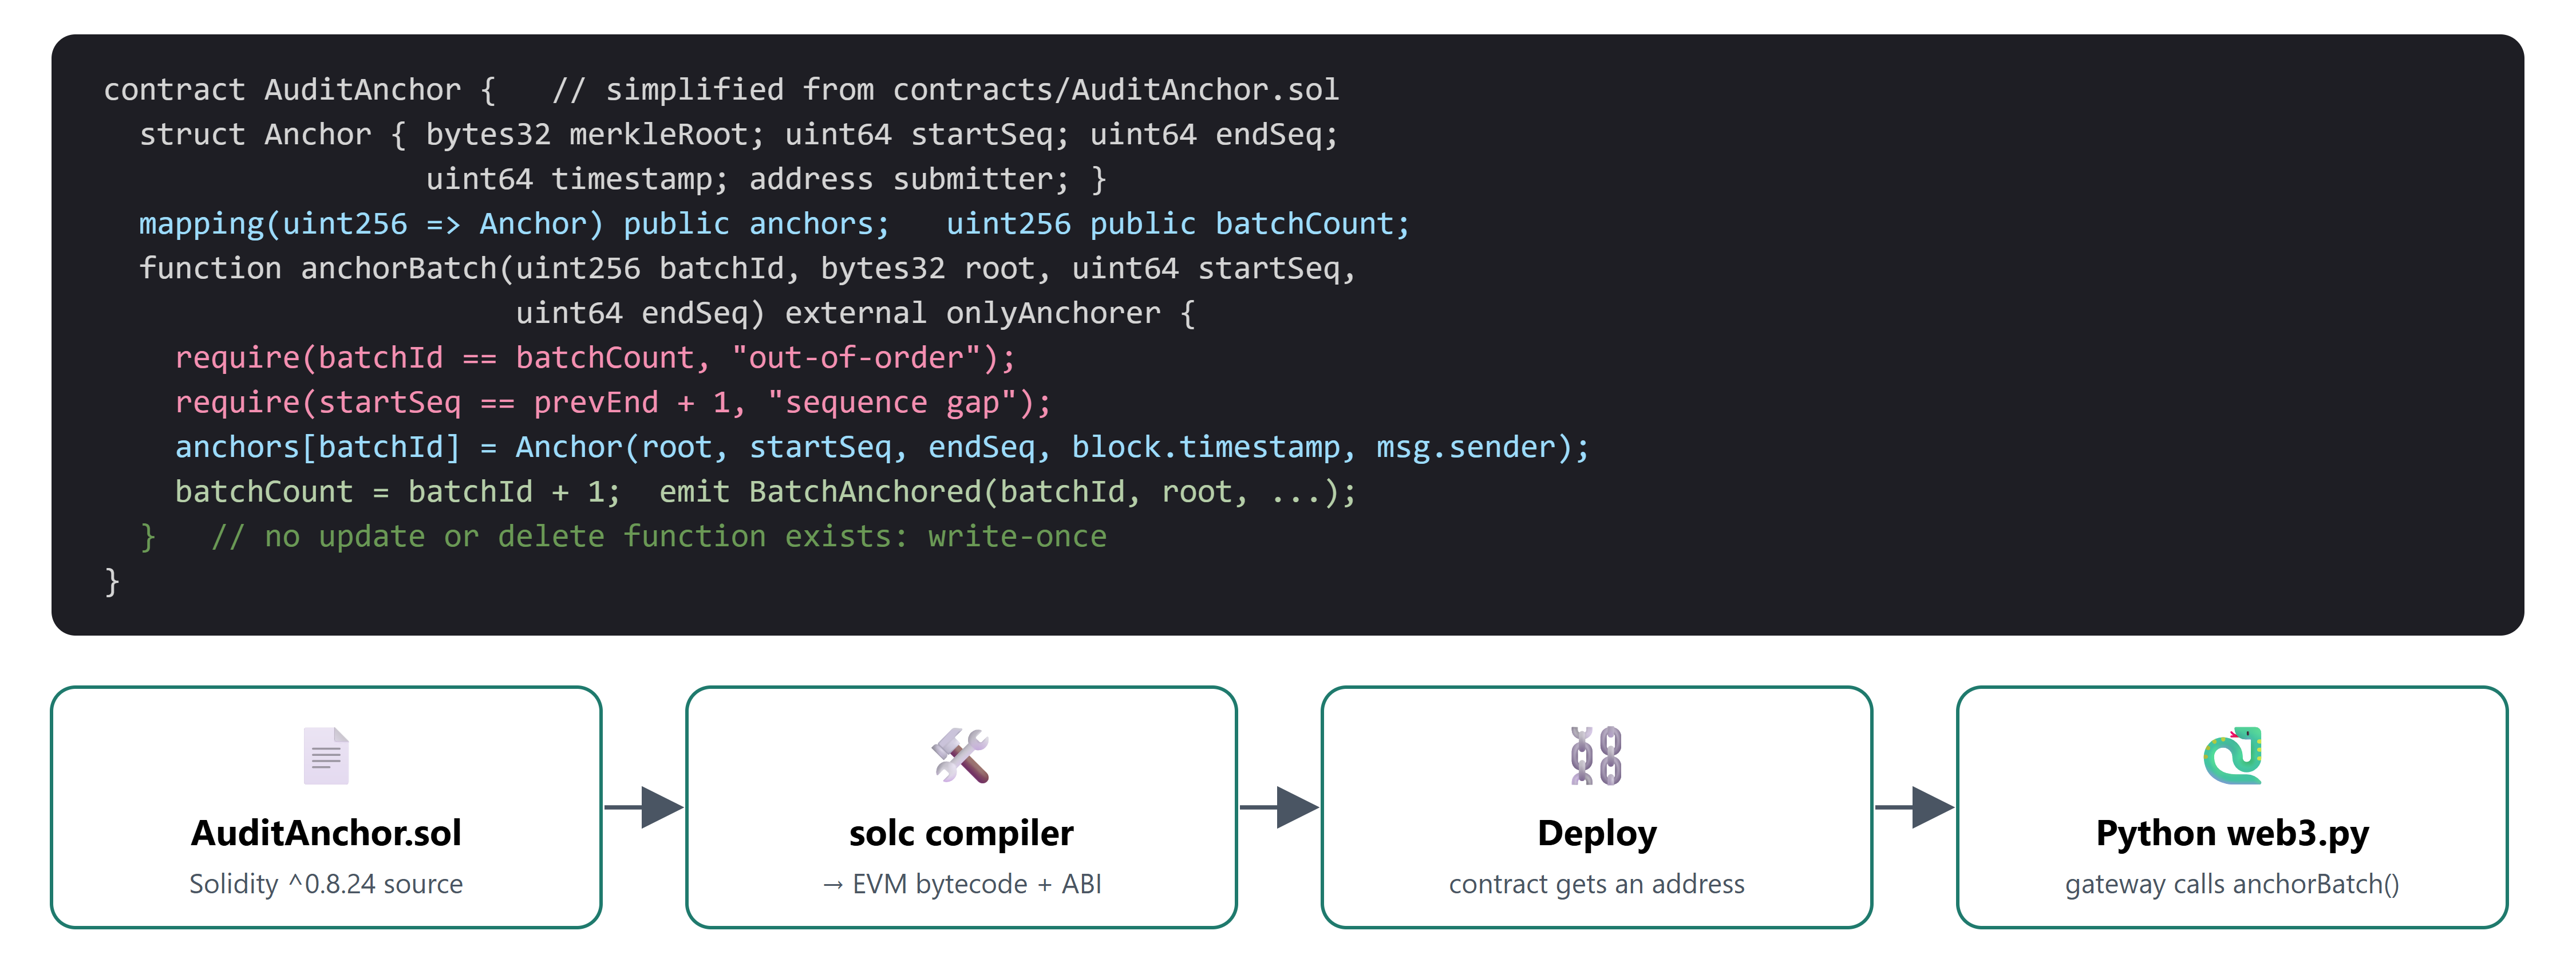 contract AuditAnchor {   // simplified from contracts/AuditAnchor.sol
  struct Anchor { bytes32 merkleRoot; uint64 startSeq; uint64 endSeq;
                  uint64 timestamp; address submitter; }
  mapping(uint256 => Anchor) public anchors;   uint256 public batchCount;
  function anchorBatch(uint256 batchId, bytes32 root, uint64 startSeq,
                       uint64 endSeq) external onlyAnchorer {
    require(batchId == batchCount, "out-of-order");
    require(startSeq == prevEnd + 1, "sequence gap");
    anchors[batchId] = Anchor(root, startSeq, endSeq, block.timestamp, msg.sender);
    batchCount = batchId + 1;  emit BatchAnchored(batchId, root, ...);
  }   // no update or delete function exists: write-once
}
AuditAnchor.sol
Solidity ^0.8.24 source
solc compiler
→ EVM bytecode + ABI
Deploy
contract gets an address
Python web3.py
gateway calls anchorBatch()